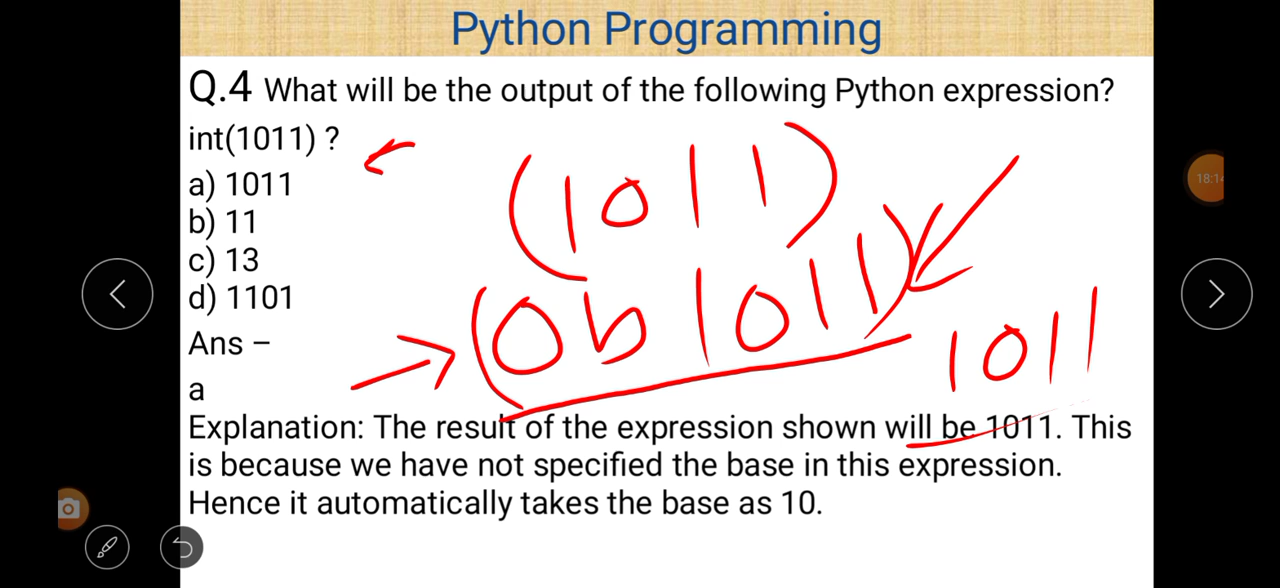 Python Programming
Q.4 What will be the output of the following Python expression?
int(1011) ?
a) 1011
b) 11
c) 13
d) 1101
Ans –
a
Explanation: The result of the expression shown will be 1011. This
is because we have not specified the base in this expression.
Hence it automatically takes the base as 10.
(1011)
(0b1011)
1011
18:14